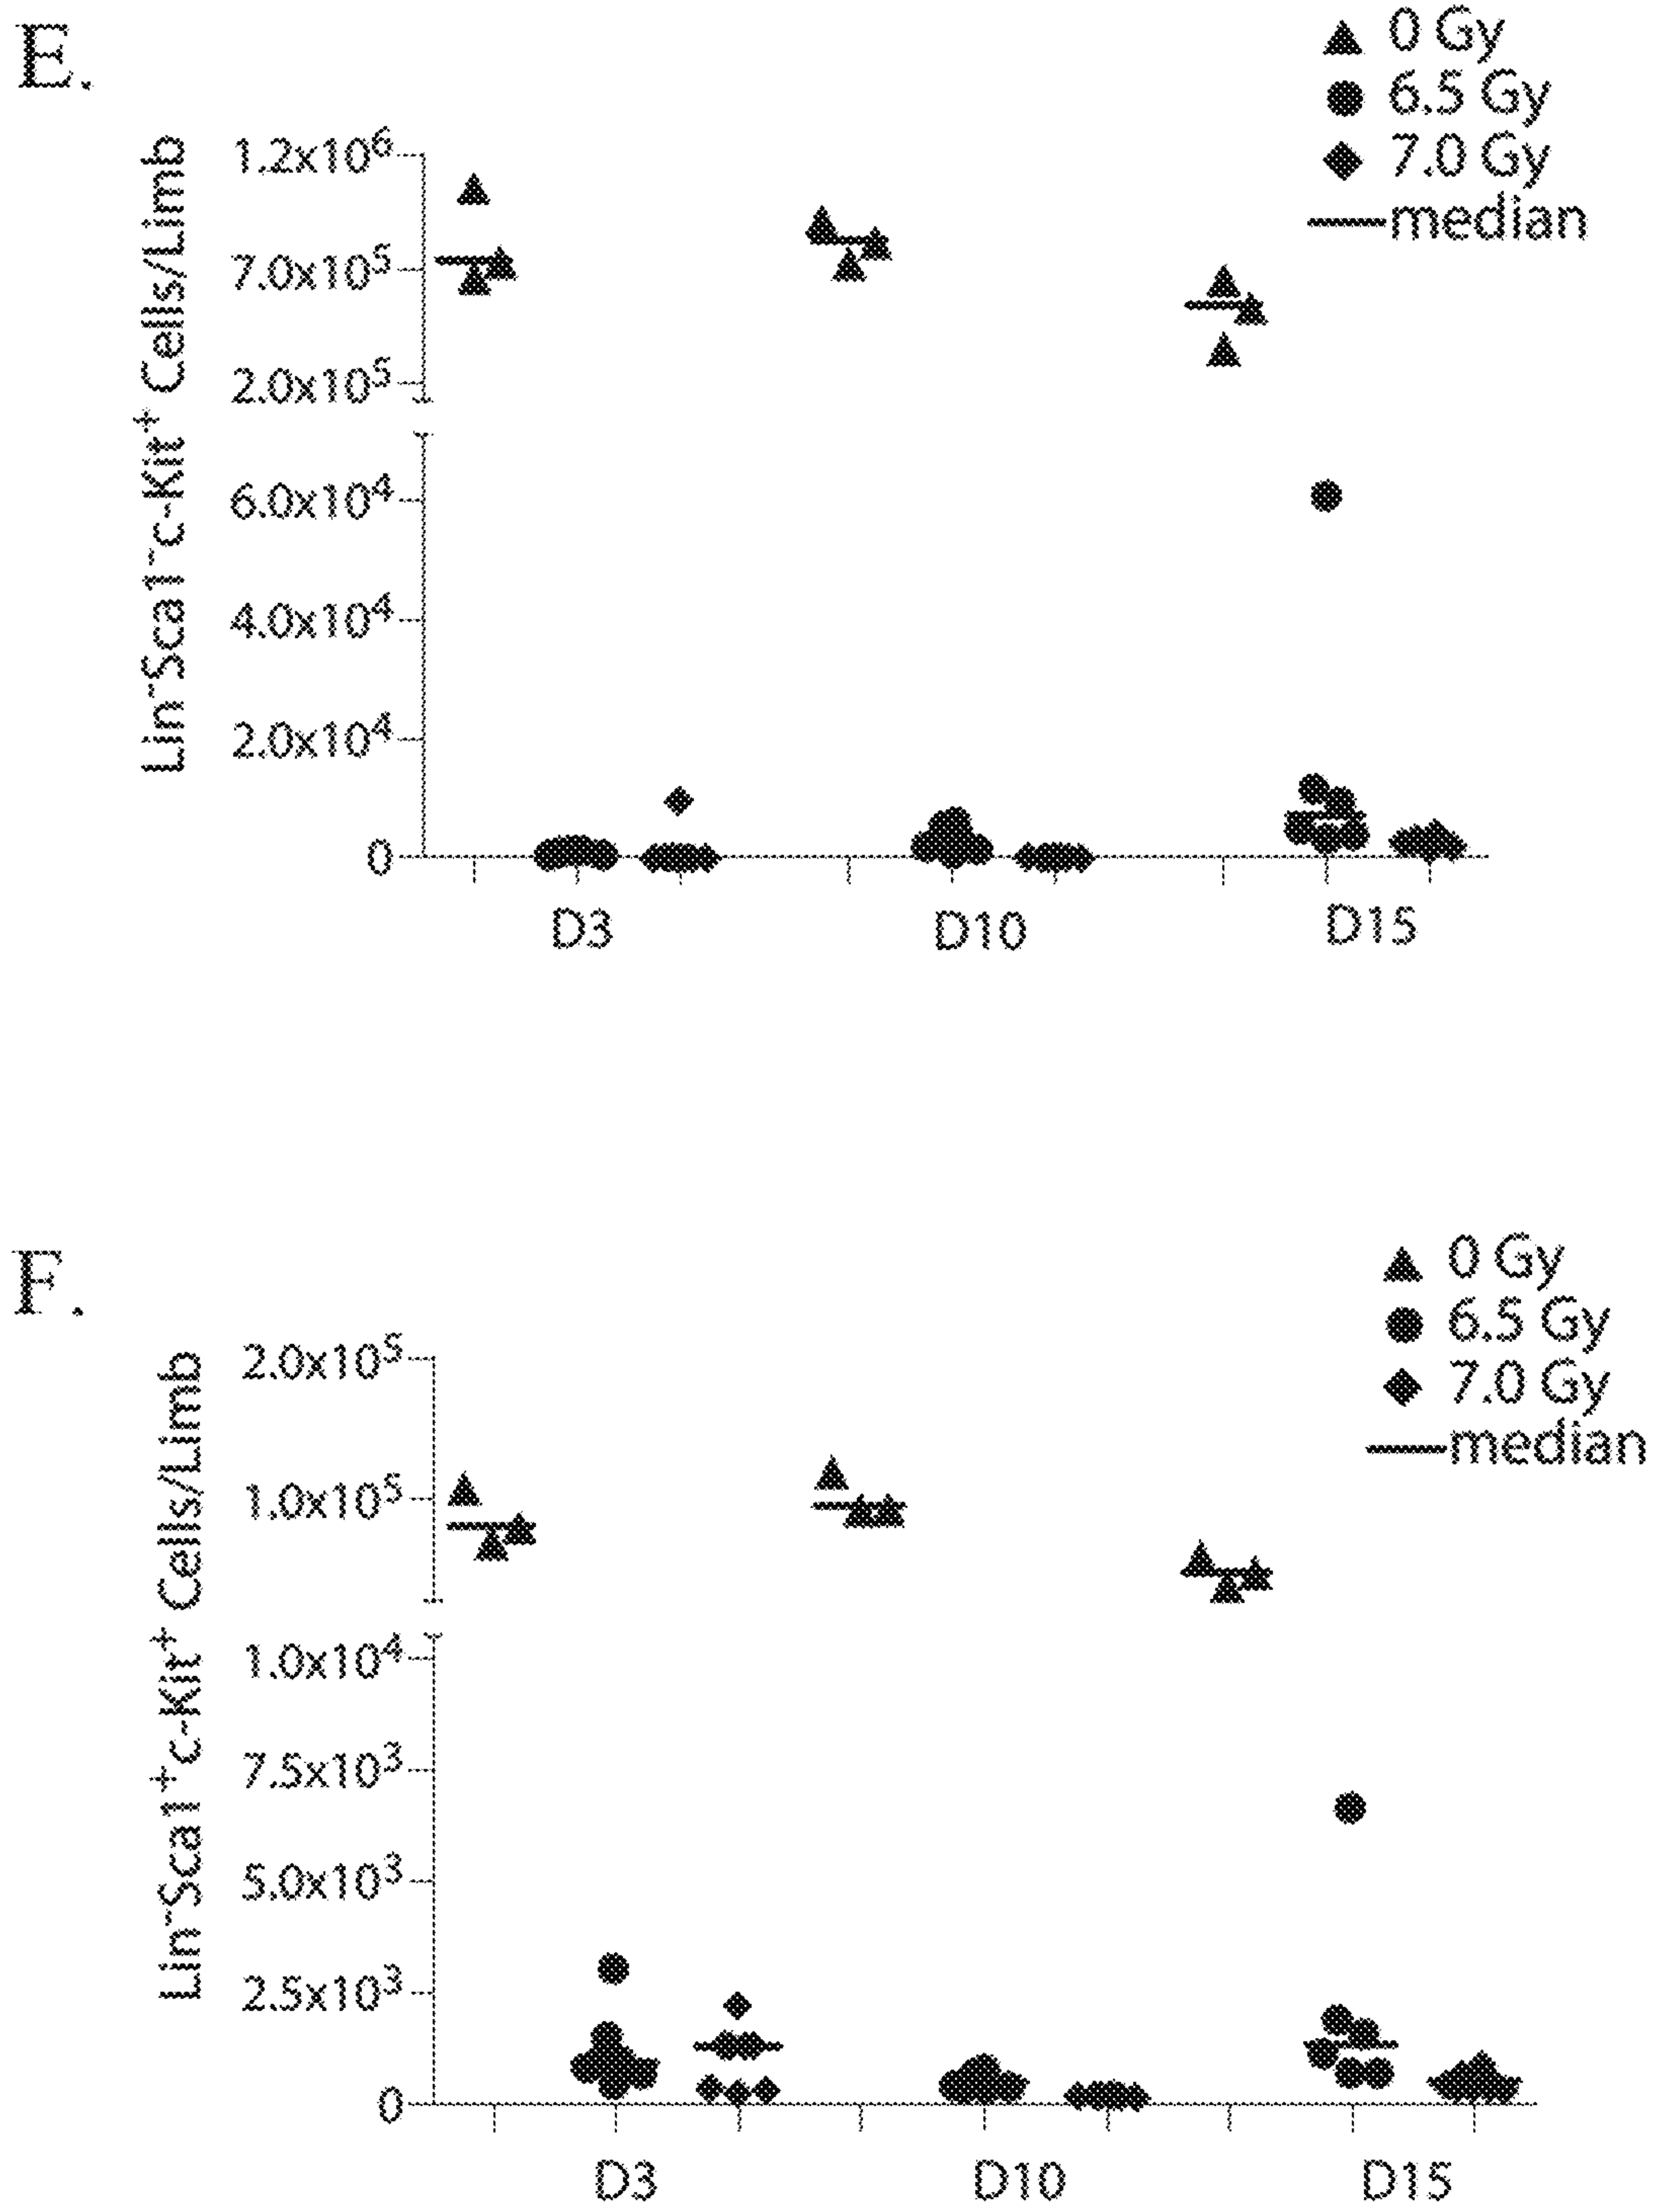 E.
0 Gy
6.5 Gy
7.0 Gy
median
Lin⁻Sca1⁻c-Kit⁺ Cells/Limb
1.2x10⁶
7.0x10⁵
2.0x10⁵
6.0x10⁴
4.0x10⁴
2.0x10⁴
0
D3 D10 D15
F.
0 Gy
6.5 Gy
7.0 Gy
median
Lin⁻Sca1⁺c-Kit⁺ Cells/Limb
2.0x10⁵
1.0x10⁵
1.0x10⁴
7.5x10³
5.0x10³
2.5x10³
0
D3 D10 D15